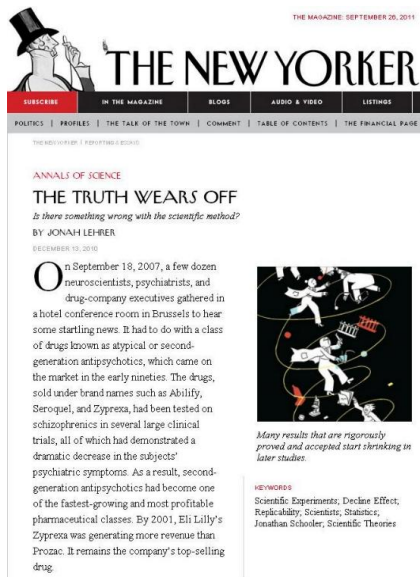 THE MAGAZINE: SEPTEMBER 26, 2011
THE NEW YORKER
SUBSCRIBE IN THE MAGAZINE BLOGS AUDIO & VIDEO LISTINGS
POLITICS | PROFILES | THE TALK OF THE TOWN | COMMENT | TABLE OF CONTENTS | THE FINANCIAL PAGE
THE NEW YORKER | REPORTING & ESSAYS
ANNALS OF SCIENCE
THE TRUTH WEARS OFF
Is there something wrong with the scientific method?
BY JONAH LEHRER
DECEMBER 13, 2010
On September 18, 2007, a few dozen
neuroscientists, psychiatrists, and
drug-company executives gathered in
a hotel conference room in Brussels to hear
some startling news. It had to do with a class
of drugs known as atypical or second-
generation antipsychotics, which came on
the market in the early nineties. The drugs,
sold under brand names such as Abilify,
Seroquel, and Zyprexa, had been tested on
schizophrenics in several large clinical
trials, all of which had demonstrated a
dramatic decrease in the subjects'
psychiatric symptoms. As a result, second-
generation antipsychotics had become one
of the fastest-growing and most profitable
pharmaceutical classes. By 2001, Eli Lilly's
Zyprexa was generating more revenue than
Prozac. It remains the company's top-selling
drug.
Many results that are rigorously
proved and accepted start shrinking in
later studies.
KEYWORDS
Scientific Experiments; Decline Effect;
Replicability; Scientists; Statistics;
Jonathan Schooler; Scientific Theories